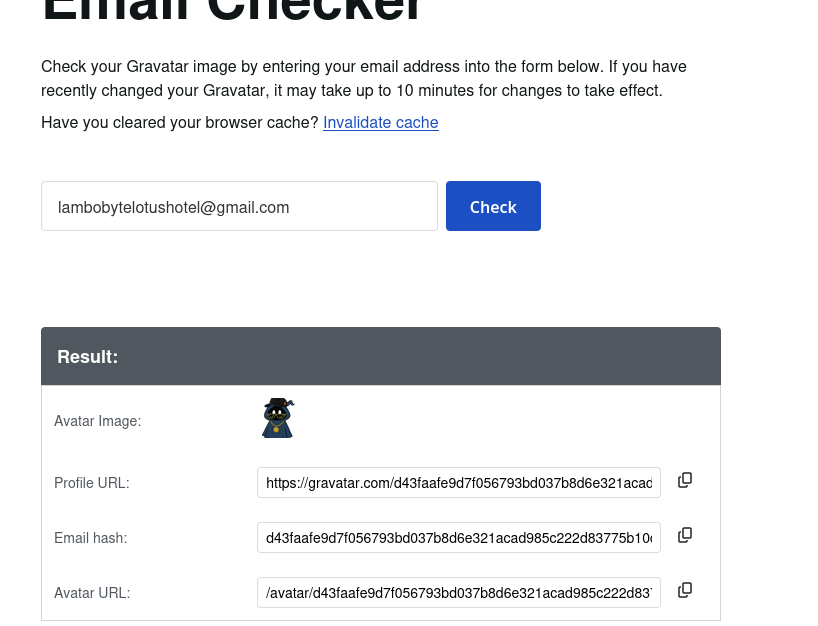 Email Checker
Check your Gravatar image by entering your email address into the form below. If you have
recently changed your Gravatar, it may take up to 10 minutes for changes to take effect.
Have you cleared your browser cache? Invalidate cache
lambobytelotushotel@gmail.com
Check
Result:
Avatar Image:
Profile URL:
https://gravatar.com/d43faafe9d7f056793bd037b8d6e321acad
Email hash:
d43faafe9d7f056793bd037b8d6e321acad985c222d83775b10
Avatar URL:
/avatar/d43faafe9d7f056793bd037b8d6e321acad985c222d837